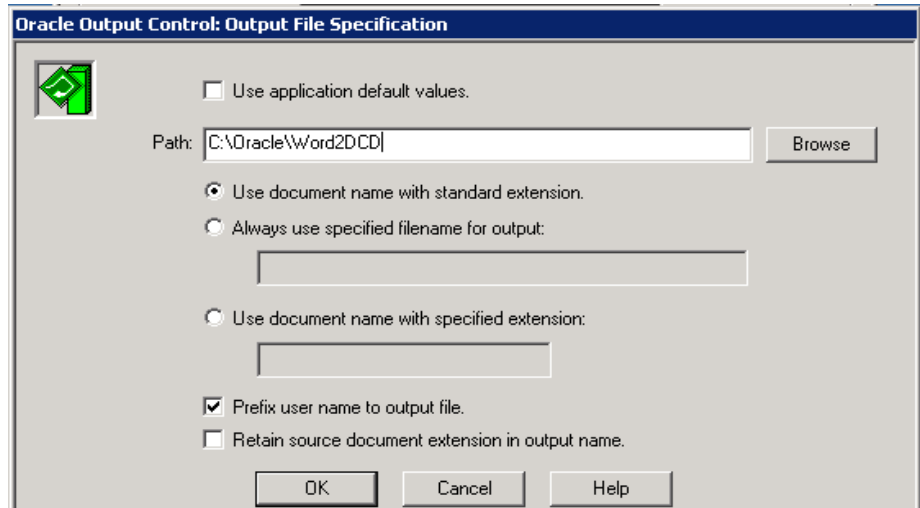 Oracle Output Control: Output File Specification
Use application default values.
Path: C:\Oracle\Word2DCD Browse
Use document name with standard extension.
Always use specified filename for output:
Use document name with specified extension:
Prefix user name to output file.
Retain source document extension in output name.
OK Cancel Help